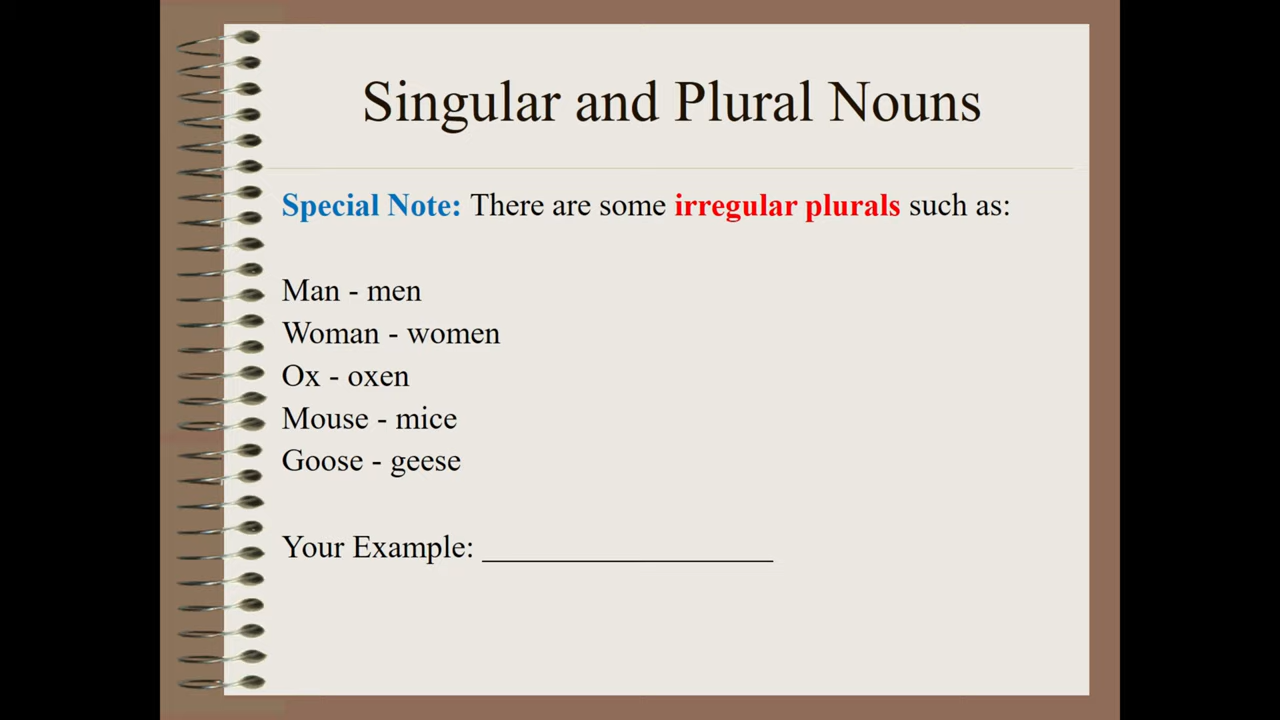 Singular and Plural Nouns
Special Note: There are some irregular plurals such as:
Man - men
Woman - women
Ox - oxen
Mouse - mice
Goose - geese
Your Example: __________________